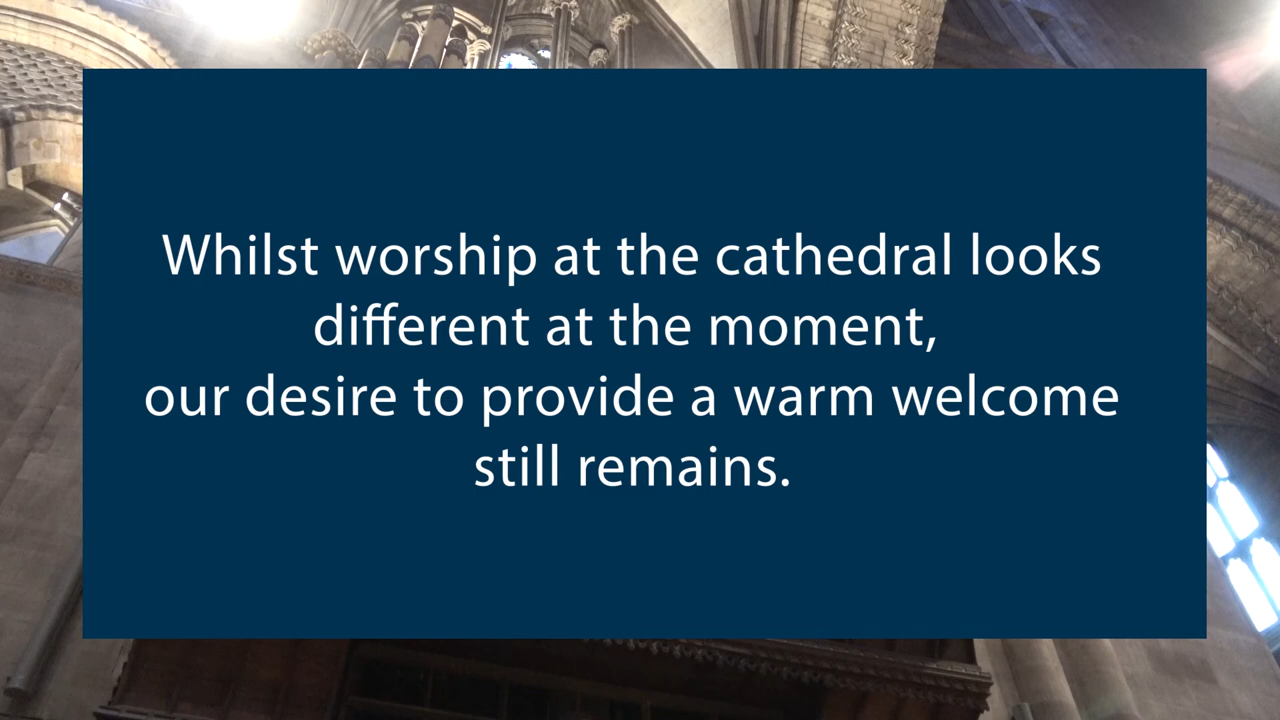 Whilst worship at the cathedral looks
different at the moment,
our desire to provide a warm welcome
still remains.